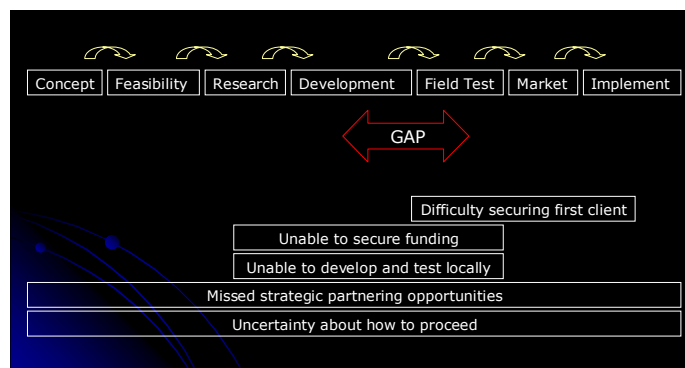 Concept Feasibility Research Development Field Test Market Implement
GAP
Difficulty securing first client
Unable to secure funding
Unable to develop and test locally
Missed strategic partnering opportunities
Uncertainty about how to proceed